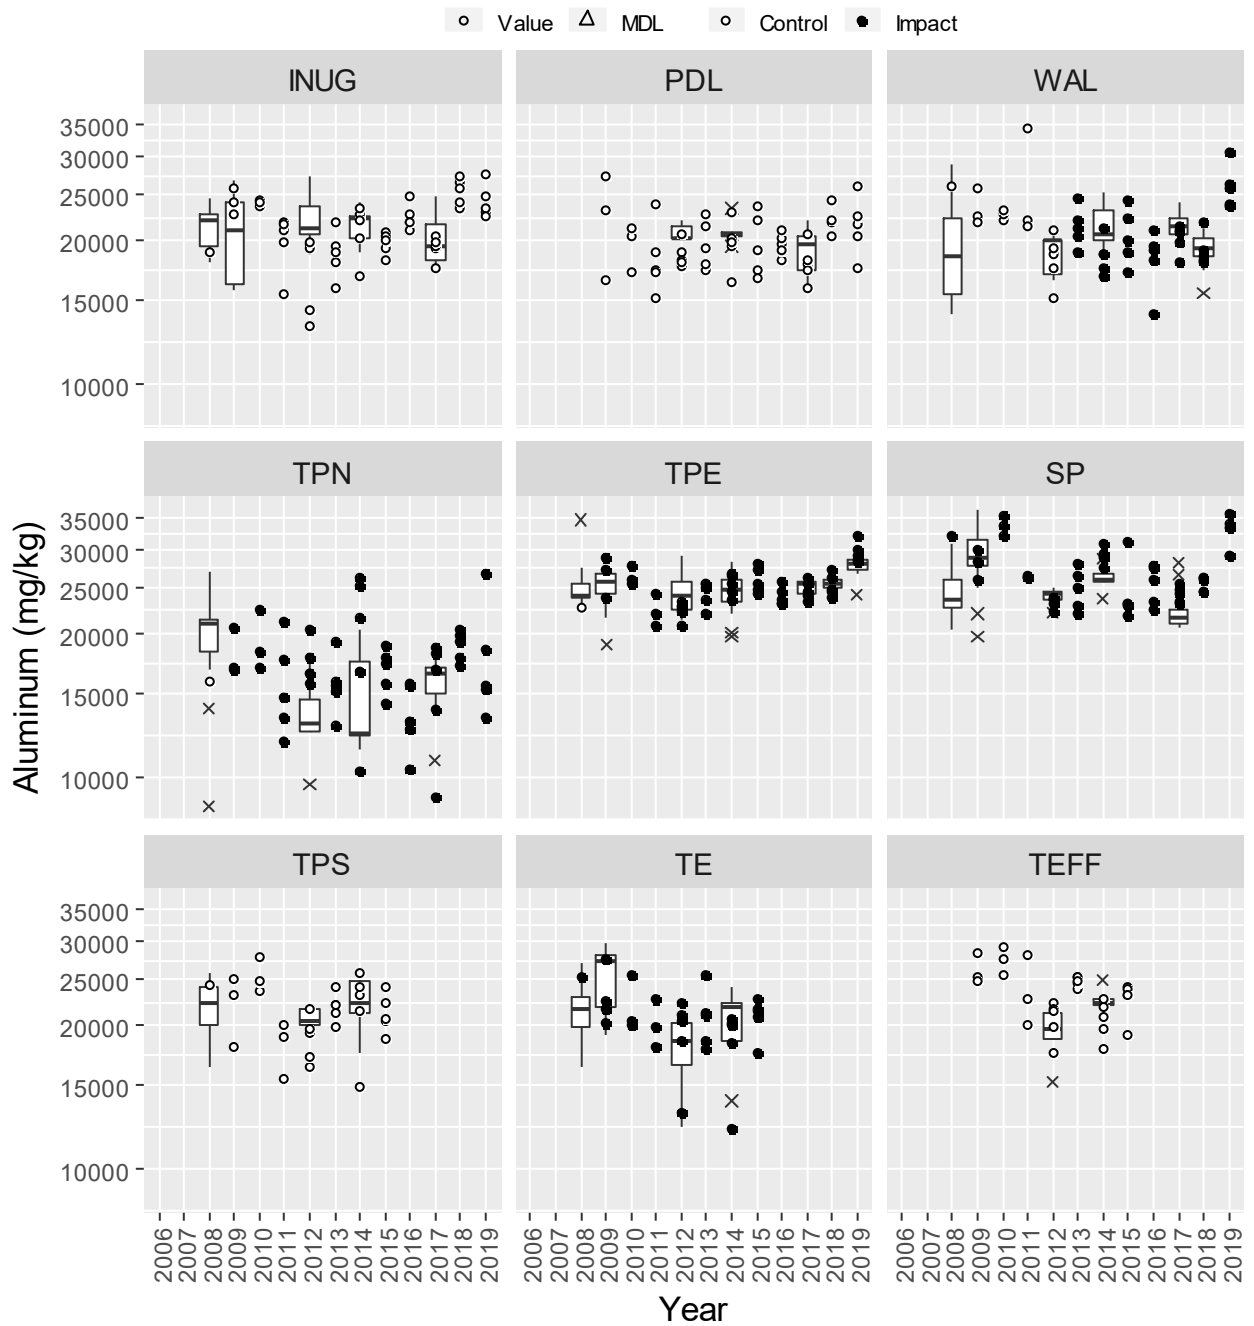 Value MDL Control Impact
INUG PDL WAL
35000
30000
25000
20000
15000
10000
TPN TPE SP
35000
30000
25000
20000
15000
10000
Aluminum (mg/kg)
TPS TE TEFF
35000
30000
25000
20000
15000
10000
2006 2007 2008 2009 2010 2011 2012 2013 2014 2015 2016 2017 2018 2019 2006 2007 2008 2009 2010 2011 2012 2013 2014 2015 2016 2017 2018 2019 2006 2007 2008 2009 2010 2011 2012 2013 2014 2015 2016 2017 2018 2019
Year